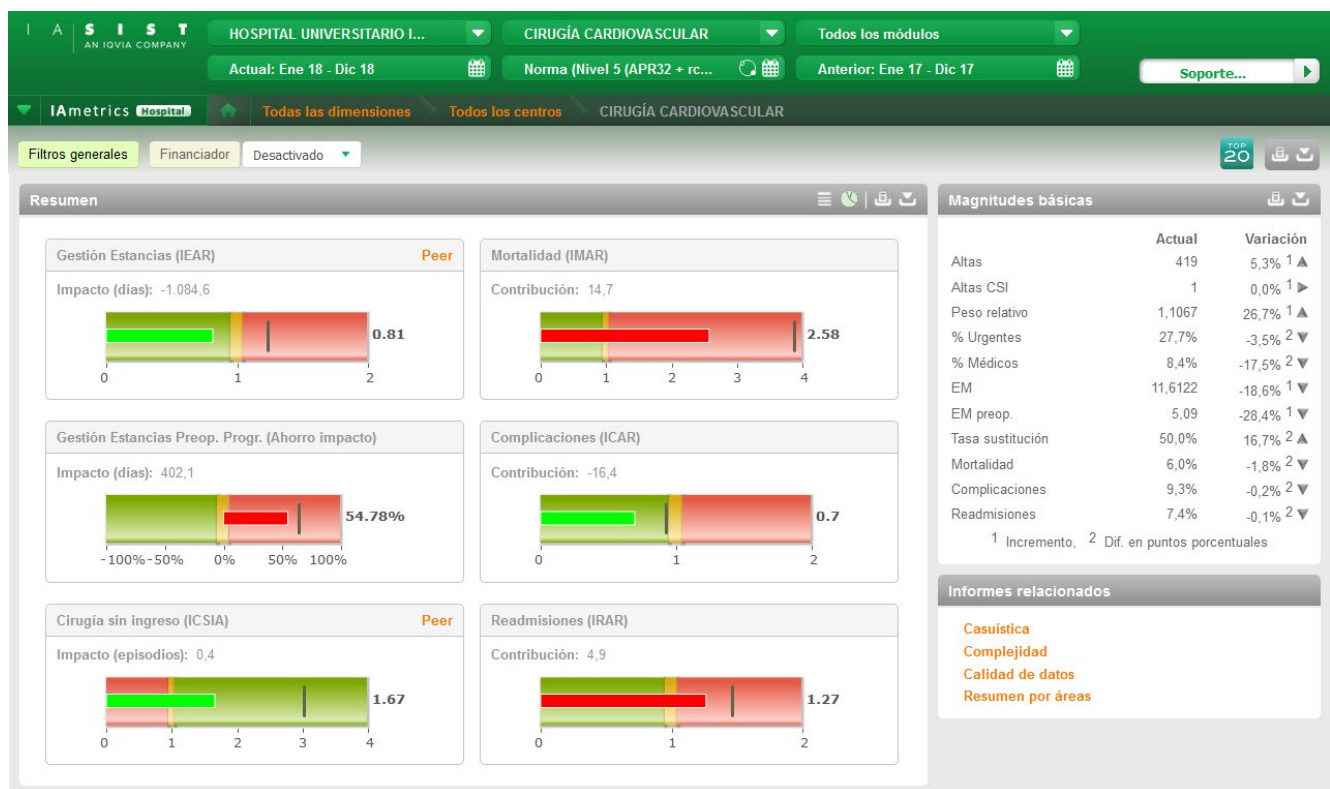 I A S I S T
AN IQVIA COMPANY
HOSPITAL UNIVERSITARIO I...
CIRUGÍA CARDIOVASCULAR
Todos los módulos
Actual: Ene 18 - Dic 18
Norma (Nivel 5 (APR32 + rc...
Anterior: Ene 17 - Dic 17
Soporte...
IAmetrics Hospital
Todas las dimensiones
Todos los centros
CIRUGÍA CARDIOVASCULAR
Filtros generales
Financiador
Desactivado
TOP 20
Resumen
Gestión Estancias (IEAR) Peer
Impacto (días): -1.084,6
0.81
0 1 2
Mortalidad (IMAR)
Contribución: 14,7
2.58
0 1 2 3 4
Gestión Estancias Preop. Progr. (Ahorro impacto)
Impacto (días): 402,1
54.78%
-100% -50% 0% 50% 100%
Complicaciones (ICAR)
Contribución: -16,4
0.7
0 1 2
Cirugía sin ingreso (ICSIA) Peer
Impacto (episodios): 0,4
1.67
0 1 2 3 4
Readmisiones (IRAR)
Contribución: 4,9
1.27
0 1 2
Magnitudes básicas
Actual Variación
Altas 419 5,3% 1
Altas CSI 1 0,0% 1
Peso relativo 1,1067 26,7% 1
% Urgentes 27,7% -3,5% 2
% Médicos 8,4% -17,5% 2
EM 11,6122 -18,6% 1
EM preop. 5,09 -28,4% 1
Tasa sustitución 50,0% 16,7% 2
Mortalidad 6,0% -1,8% 2
Complicaciones 9,3% -0,2% 2
Readmisiones 7,4% -0,1% 2
1 Incremento, 2 Dif. en puntos porcentuales
Informes relacionados
Casuística
Complejidad
Calidad de datos
Resumen por áreas